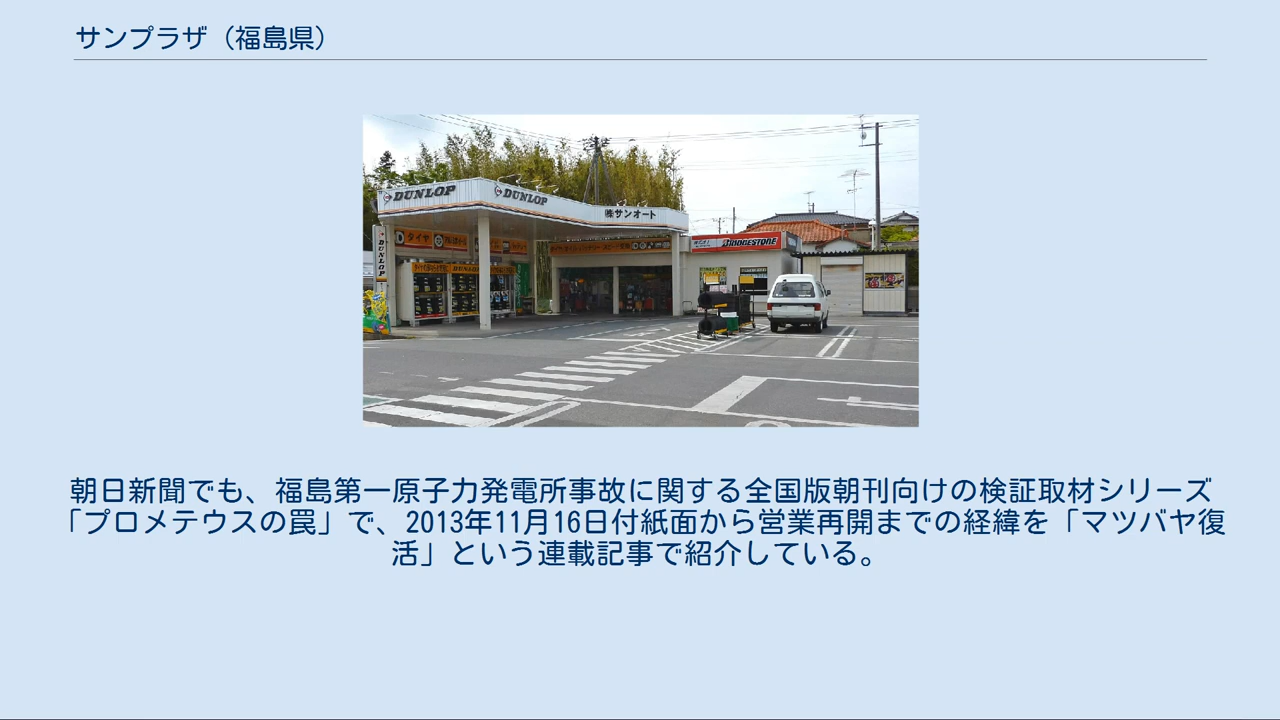 サンプラザ（福島県）
DUNLOP
DUNLOP
㈱サンオート
タイヤ
DUNLOP
DUNLOP
BRIDGESTONE
朝日新聞でも、福島第一原子力発電所事故に関する全国版朝刊向けの検証取材シリーズ
「プロメテウスの罠」で、2013年11月16日付紙面から営業再開までの経緯を「マツバヤ復
活」という連載記事で紹介している。